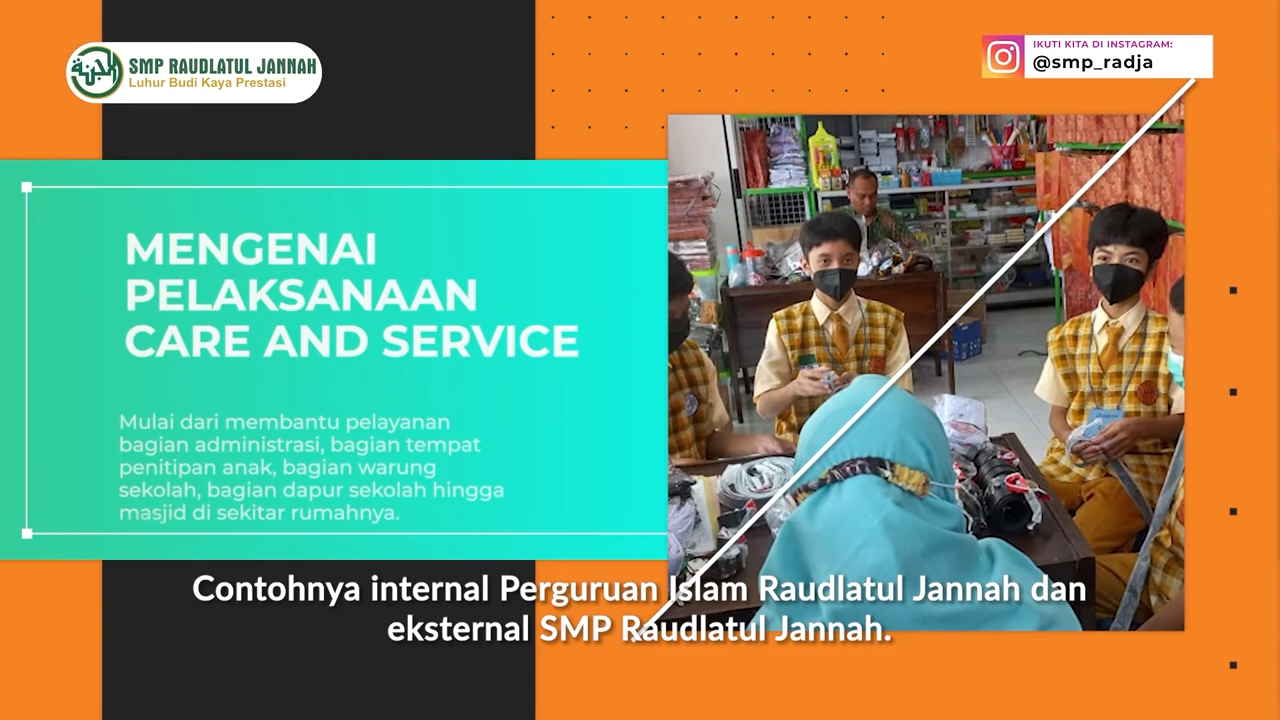 الجنة
SMP RAUDLATUL JANNAH
Luhur Budi Kaya Prestasi
IKUTI KITA DI INSTAGRAM:
@smp_radja
MENGENAI
PELAKSANAAN
CARE AND SERVICE
Mulai dari membantu pelayanan
bagian administrasi, bagian tempat
penitipan anak, bagian warung
sekolah, bagian dapur sekolah hingga
masjid di sekitar rumahnya.
Contohnya internal Perguruan Islam Raudlatul Jannah dan
eksternal SMP Raudlatul Jannah.